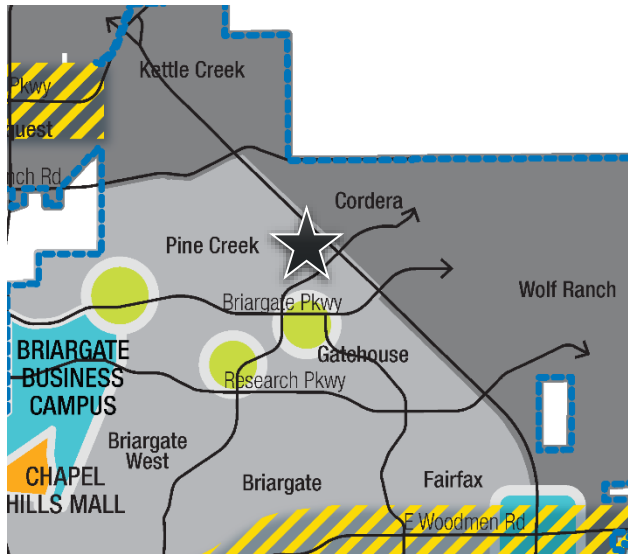 Kettle Creek
Pkwy
quest
nch Rd
Cordera
Pine Creek
Wolf Ranch
Briargate Pkwy
BRIARGATE
BUSINESS
CAMPUS
Gatehouse
Research Pkwy
Briargate
West
CHAPEL
HILLS MALL
Briargate
Fairfax
E Woodmen Rd